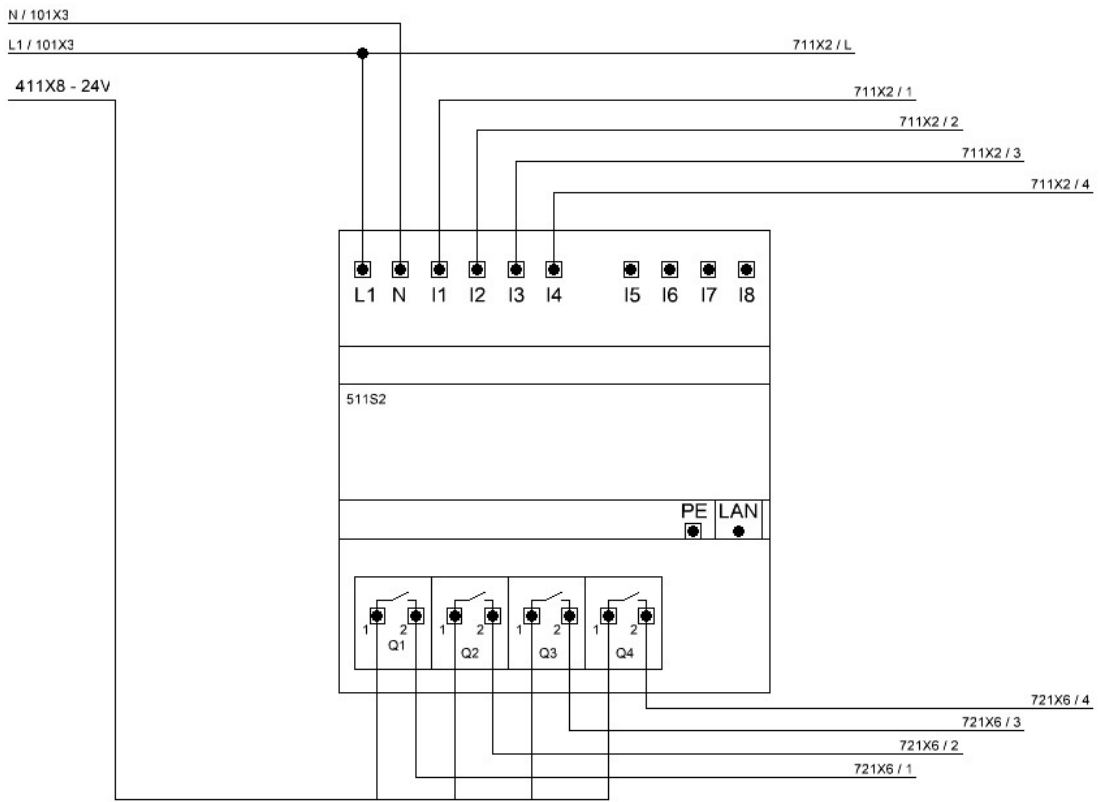 N / 101X3
L1 / 101X3
711X2 / L
411X8 - 24V
711X2 / 1
711X2 / 2
711X2 / 3
711X2 / 4
L1 N I1 I2 I3 I4 I5 I6 I7 I8
511S2
PE LAN
1 2 1 2 1 2 1 2
Q1 Q2 Q3 Q4
721X6 / 4
721X6 / 3
721X6 / 2
721X6 / 1